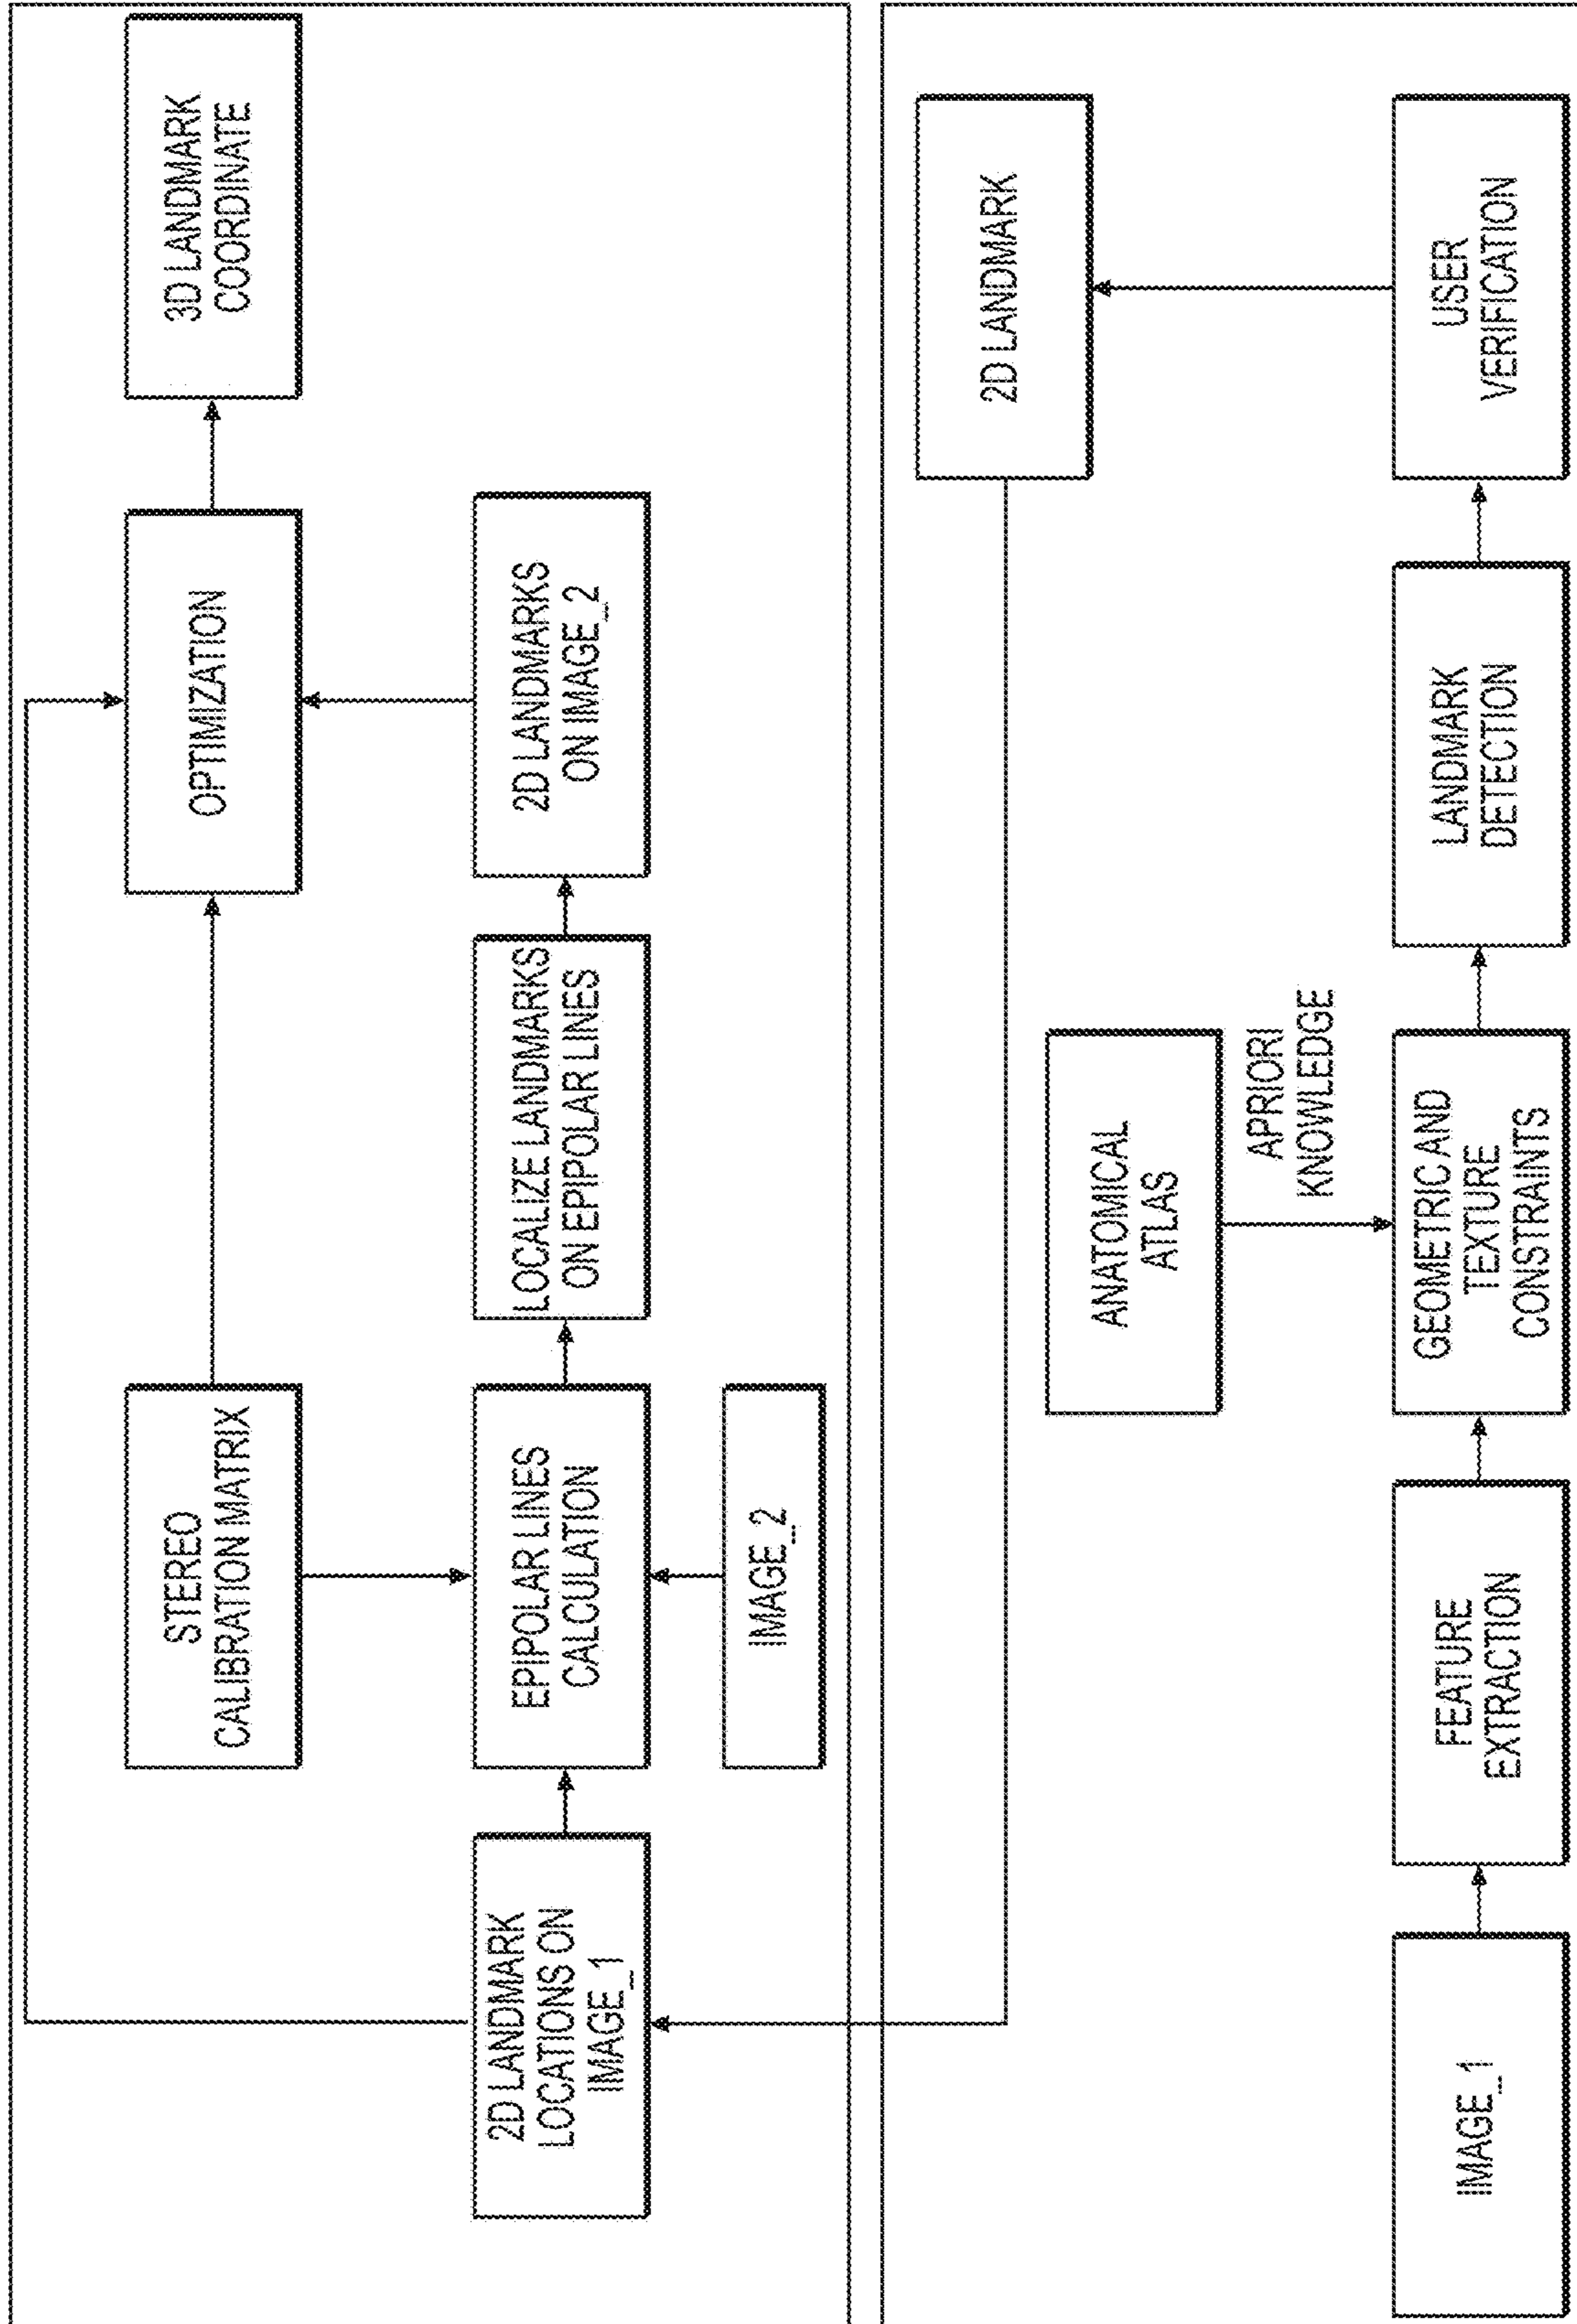 3D LANDMARK
COORDINATE
OPTIMIZATION
STEREO
CALIBRATION MATRIX
2D LANDMARKS
ON IMAGE_2
LOCALIZE LANDMARKS
ON EPIPOLAR LINES
EPIPOLAR LINES
CALCULATION
IMAGE_2
2D LANDMARK
LOCATIONS ON
IMAGE_1
2D LANDMARK
ANATOMICAL
ATLAS
APRIORI
KNOWLEDGE
USER
VERIFICATION
LANDMARK
DETECTION
GEOMETRIC AND
TEXTURE
CONSTRAINTS
FEATURE
EXTRACTION
IMAGE_1